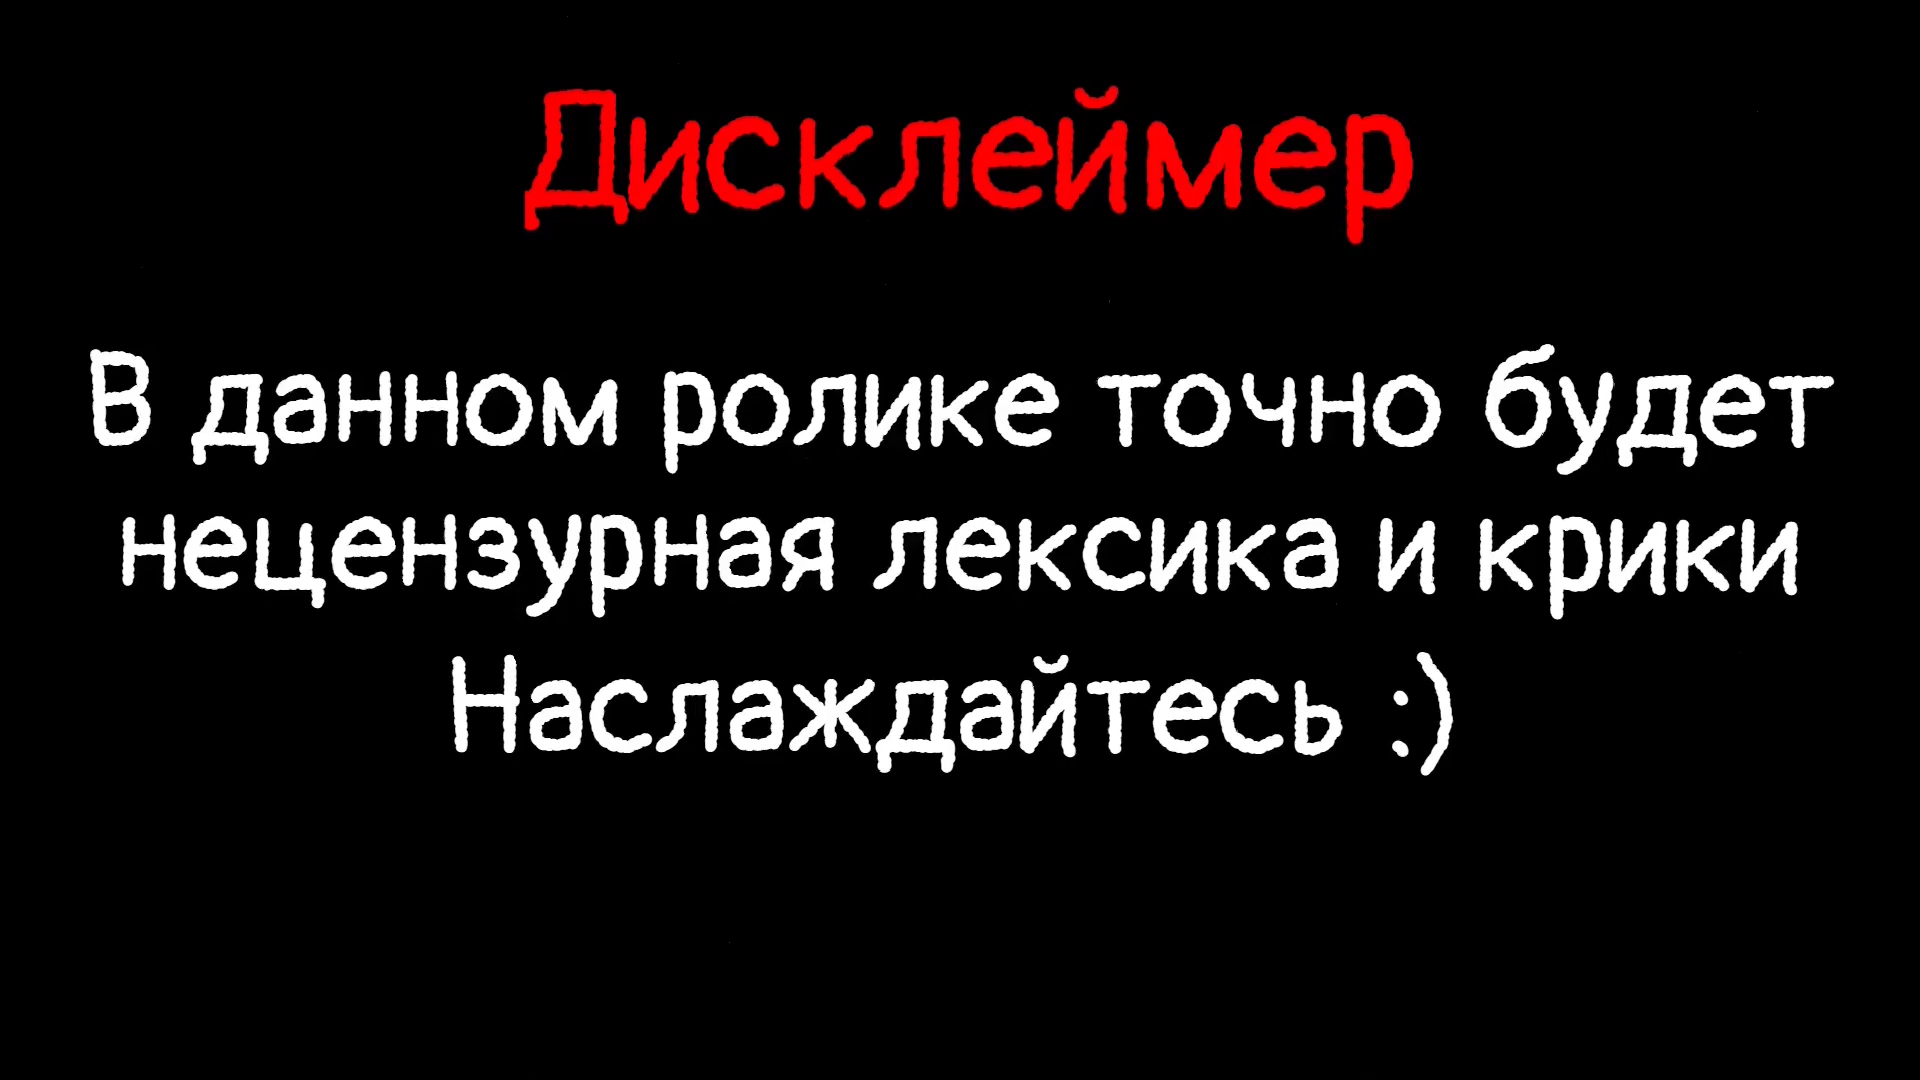 Дисклеймер
В данном ролике точно будет
нецензурная лексика и крики
Наслаждайтесь :)